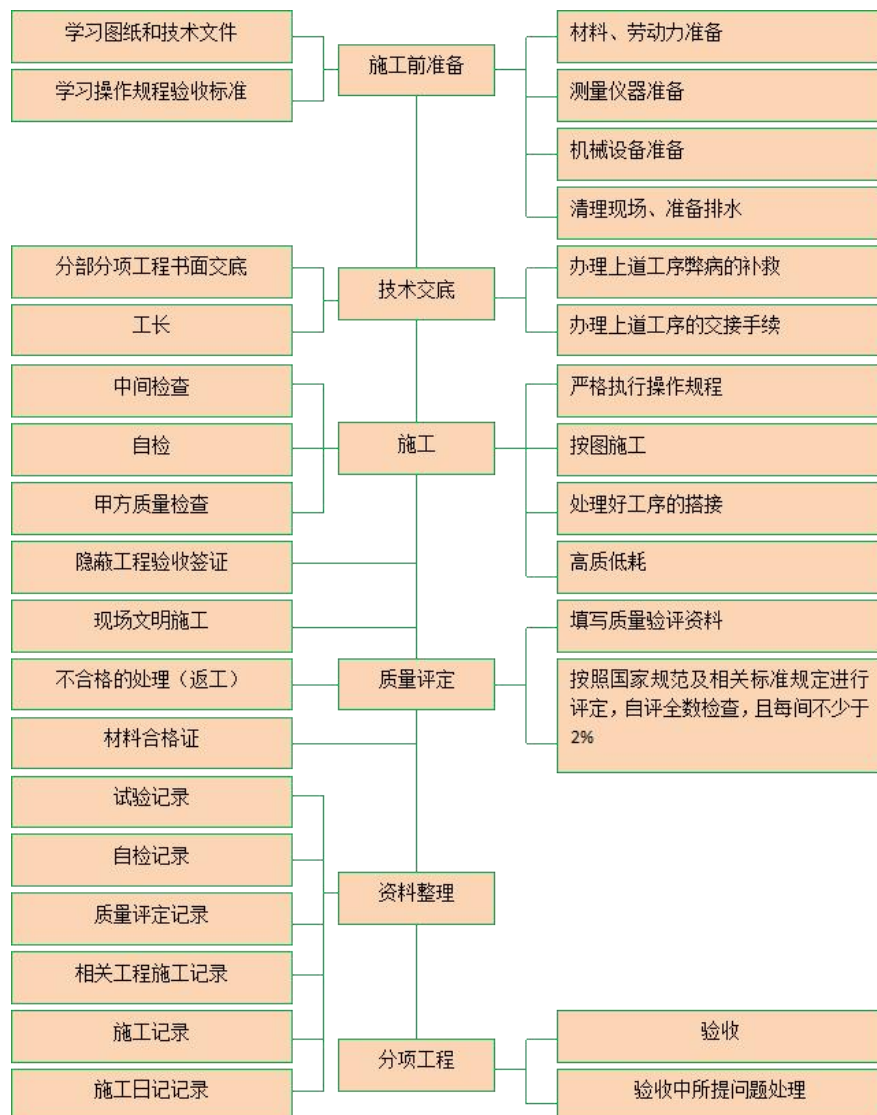 学习图纸和技术文件
学习操作规程验收标准
施工前准备
材料、劳动力准备
测量仪器准备
机械设备准备
清理现场、准备排水
分部分项工程书面交底
工长
技术交底
办理上道工序弊病的补救
办理上道工序的交接手续
中间检查
自检
甲方质量检查
施工
严格执行操作规程
按图施工
处理好工序的搭接
高质低耗
隐蔽工程验收签证
现场文明施工
不合格的处理（返工）
质量评定
填写质量验评资料
按照国家规范及相关标准规定进行
评定，自评全数检查，且每间不少于
2%
材料合格证
试验记录
自检记录
质量评定记录
相关工程施工记录
施工记录
施工日记记录
资料整理
分项工程
验收
验收中所提问题处理